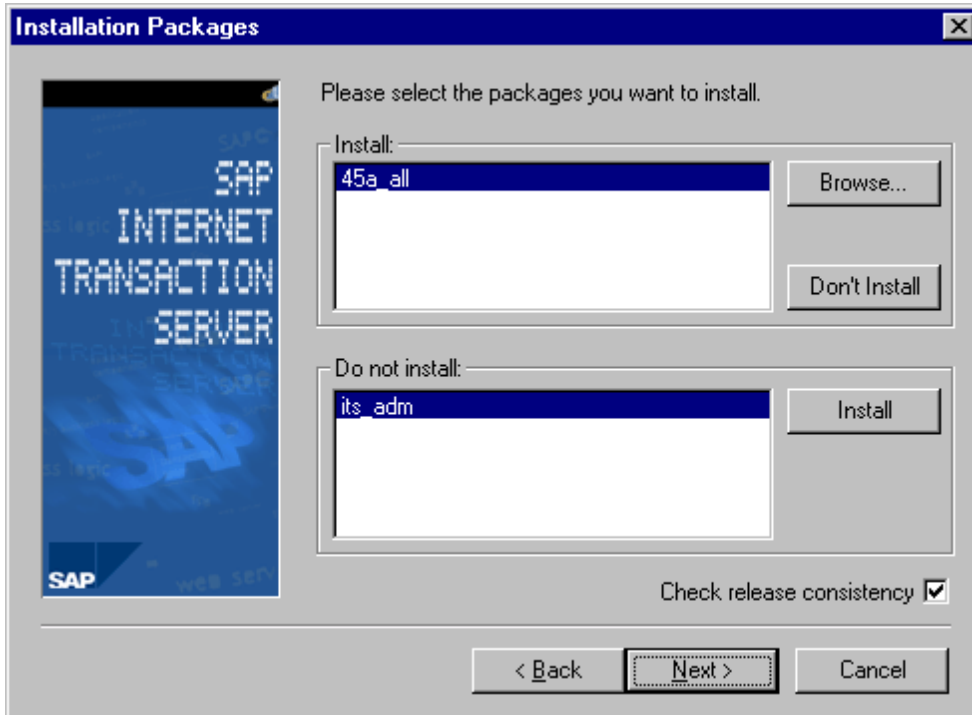 Installation Packages
Please select the packages you want to install.
Install:
45a_all
Browse...
Don't Install
SAP
INTERNET
TRANSACTION
SERVER
Do not install:
its_adm
Install
SAP
Check release consistency
< Back
Next >
Cancel